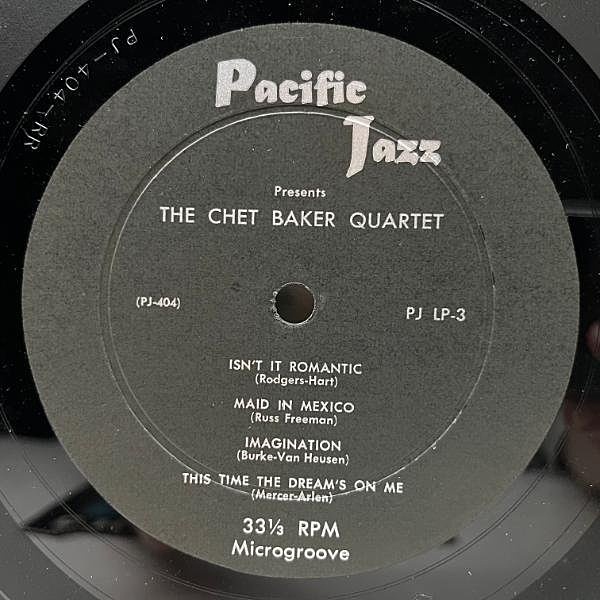 PJ-404-RR
Pacific
Jazz
Presents
THE CHET BAKER QUARTET
(PJ-404)
PJ LP-3
ISN'T IT ROMANTIC
(Rodgers-Hart)
MAID IN MEXICO
(Russ Freeman)
IMAGINATION
(Burke-Van Heusen)
THIS TIME THE DREAM'S ON ME
(Mercer-Arlen)
33⅓ RPM
Microgroove